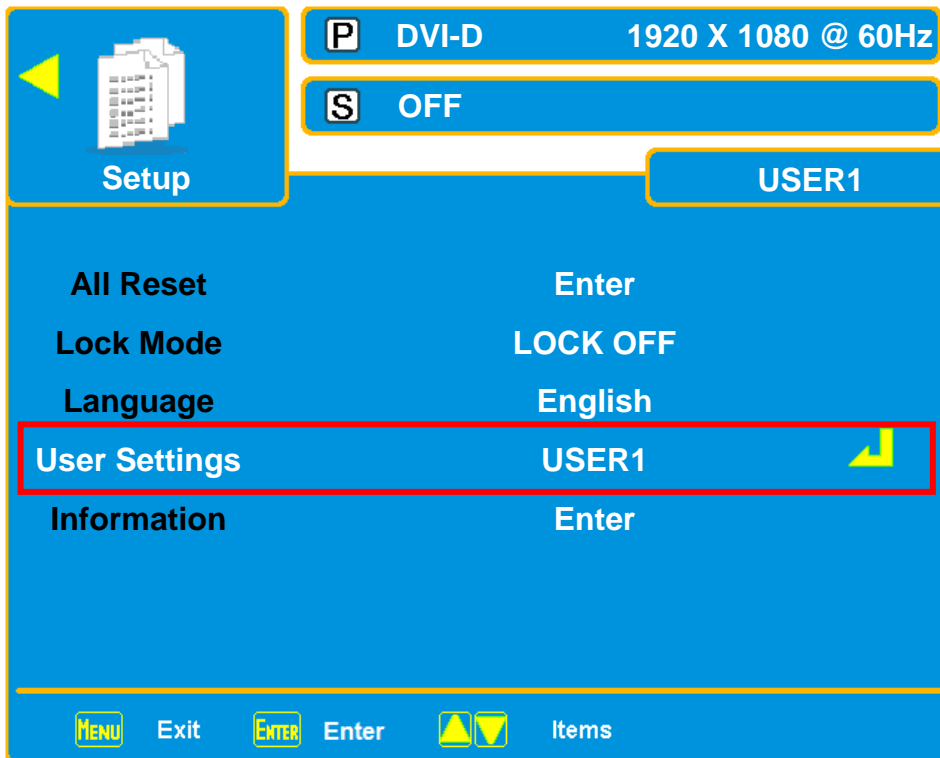 P DVI-D 1920 X 1080 @ 60Hz
S OFF
Setup
USER1
All Reset Enter
Lock Mode LOCK OFF
Language English
User Settings USER1
Information Enter
MENU Exit ENTER Enter Items